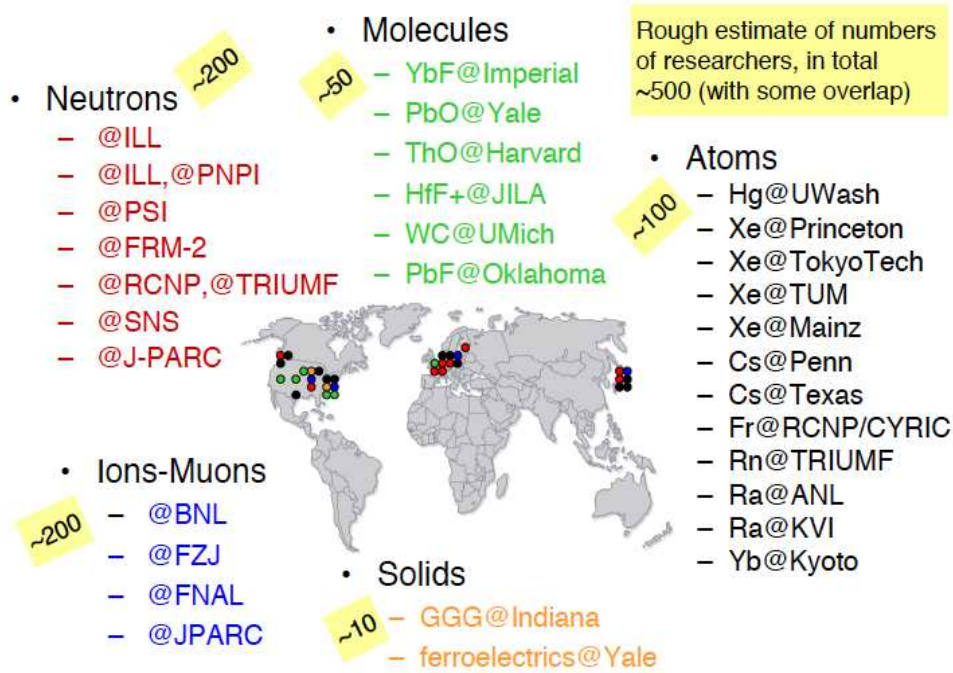 • Neutrons
~200
– @ILL
– @ILL,@PNPI
– @PSI
– @FRM-2
– @RCNP,@TRIUMF
– @SNS
– @J-PARC
• Molecules
~50
– YbF@Imperial
– PbO@Yale
– ThO@Harvard
– HfF+@JILA
– WC@UMich
– PbF@Oklahoma
Rough estimate of numbers
of researchers, in total
~500 (with some overlap)
• Atoms
~100
– Hg@UWash
– Xe@Princeton
– Xe@TokyoTech
– Xe@TUM
– Xe@Mainz
– Cs@Penn
– Cs@Texas
– Fr@RCNP/CYRIC
– Rn@TRIUMF
– Ra@ANL
– Ra@KVI
– Yb@Kyoto
• Ions-Muons
~200
– @BNL
– @FZJ
– @FNAL
– @JPARC
• Solids
~10
– GGG@Indiana
– ferroelectrics@Yale